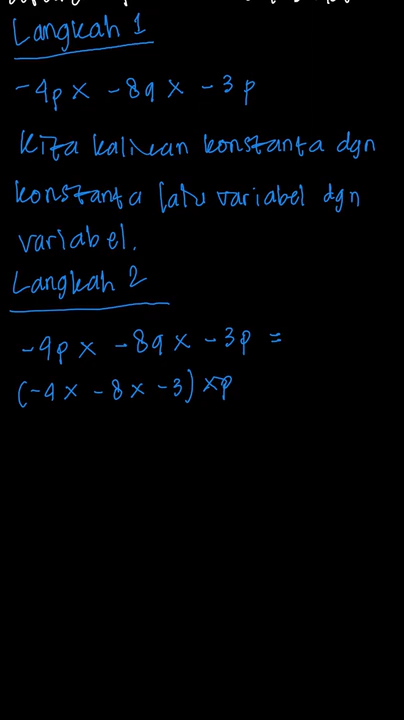 Langkah 1
-4p × -8q × -3p
Kita kalikan konstanta dgn
konstanta lalu variabel dgn
variabel.
Langkah 2
-4p × -8q × -3p =
(-4 × -8 × -3) × p